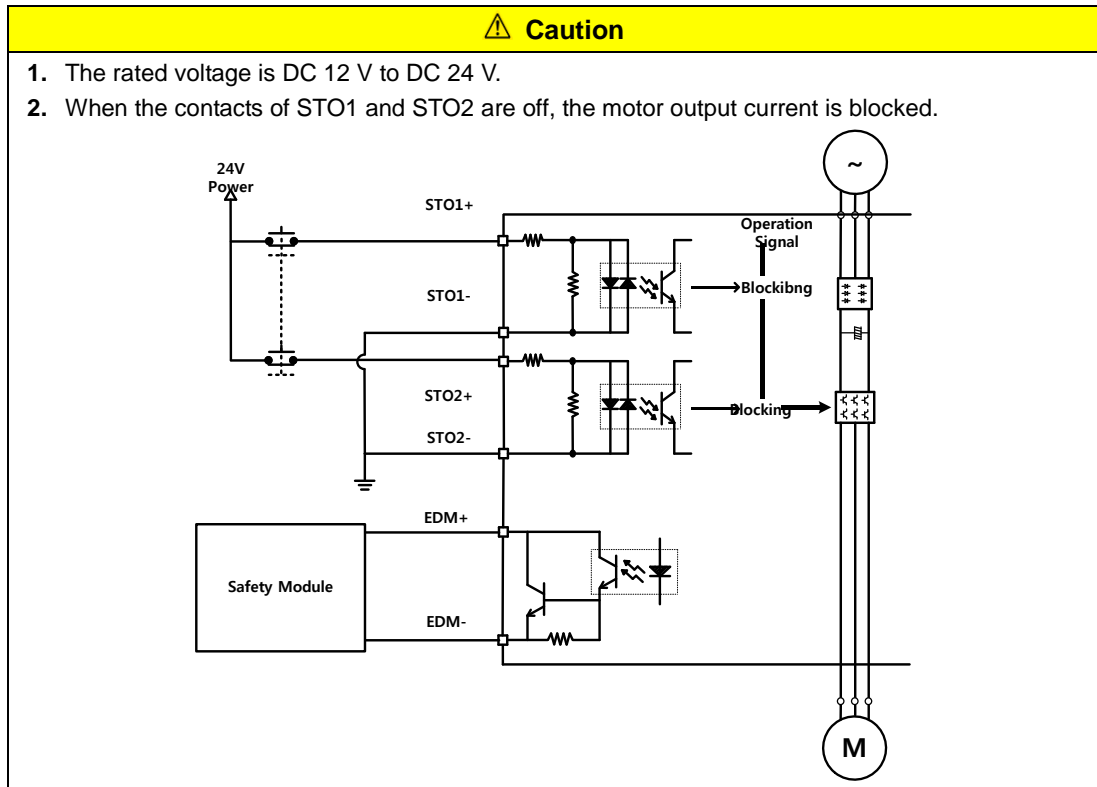 ⚠ Caution
1. The rated voltage is DC 12 V to DC 24 V.
2. When the contacts of STO1 and STO2 are off, the motor output current is blocked.
24V
Power
STO1+
~
Operation
Signal
STO1-
Blockibng
STO2+
Blocking
STO2-
EDM+
Safety Module
EDM-
M